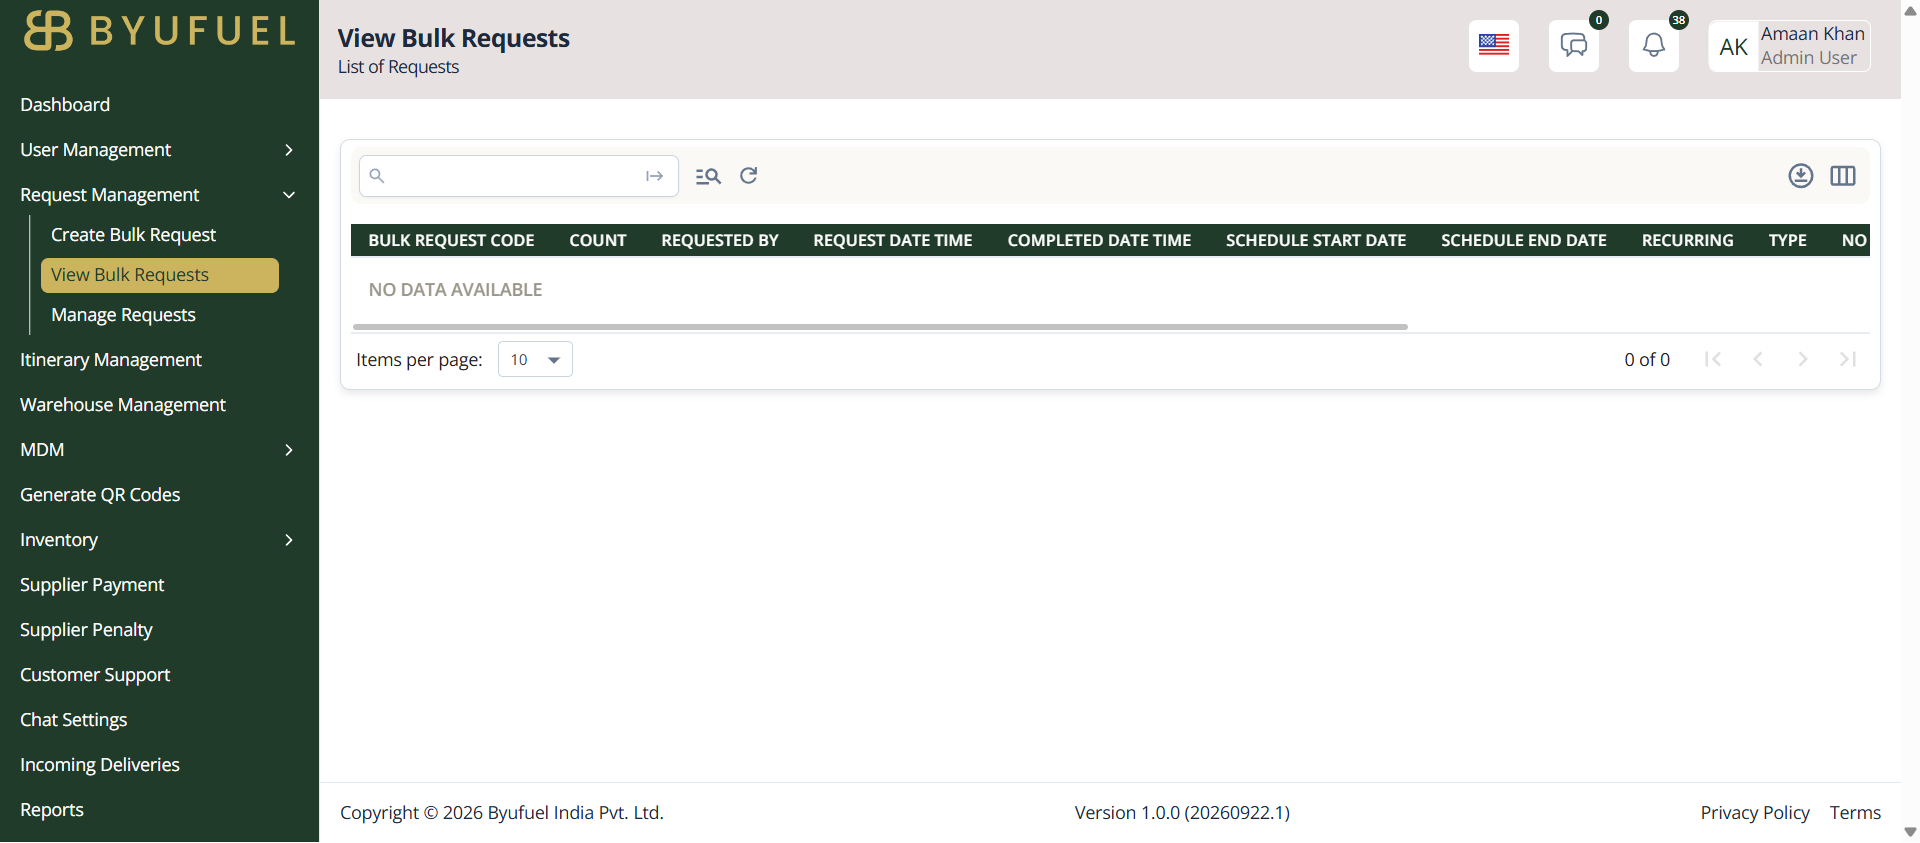 BYUFUEL
Dashboard
User Management
Request Management
Create Bulk Request
View Bulk Requests
Manage Requests
Itinerary Management
Warehouse Management
MDM
Generate QR Codes
Inventory
Supplier Payment
Supplier Penalty
Customer Support
Chat Settings
Incoming Deliveries
Reports
View Bulk Requests
List of Requests
0
38
AK
Amaan Khan
Admin User
BULK REQUEST CODE COUNT REQUESTED BY REQUEST DATE TIME COMPLETED DATE TIME SCHEDULE START DATE SCHEDULE END DATE RECURRING TYPE NO
NO DATA AVAILABLE
Items per page: 10 0 of 0
Copyright © 2026 Byufuel India Pvt. Ltd. Version 1.0.0 (20260922.1) Privacy Policy Terms